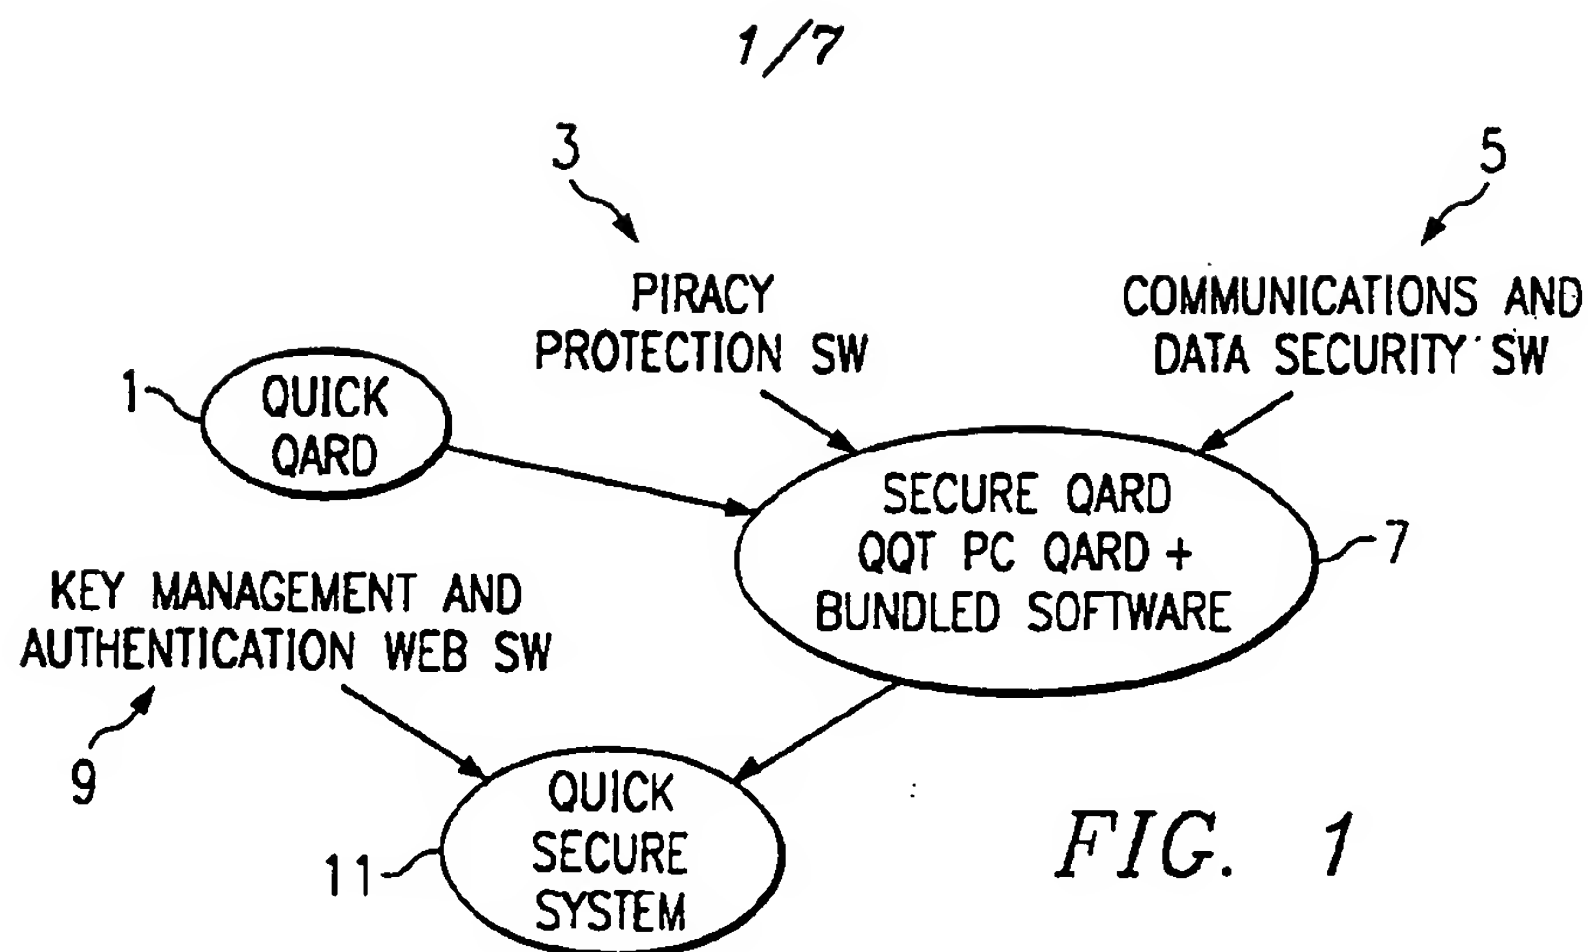 1/7
3
5
PIRACY
PROTECTION SW
COMMUNICATIONS AND
DATA SECURITY SW
1
QUICK
QARD
SECURE QARD
QQT PC QARD +
BUNDLED SOFTWARE
7
KEY MANAGEMENT AND
AUTHENTICATION WEB SW
9
QUICK
SECURE
SYSTEM
11
FIG. 1